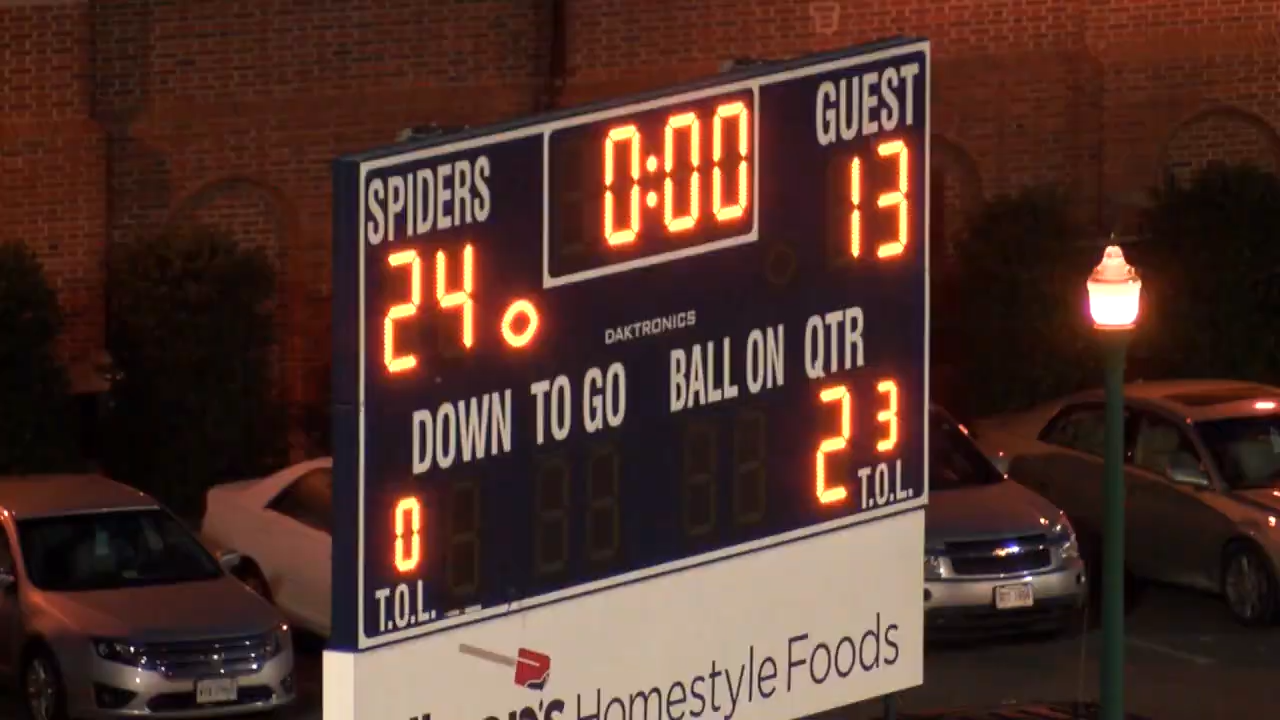 SPIDERS 0:00 GUEST
24 13
DAKTRONICS
DOWN TO GO BALL ON QTR
0 2 3
T.O.L. T.O.L.
Homestyle Foods